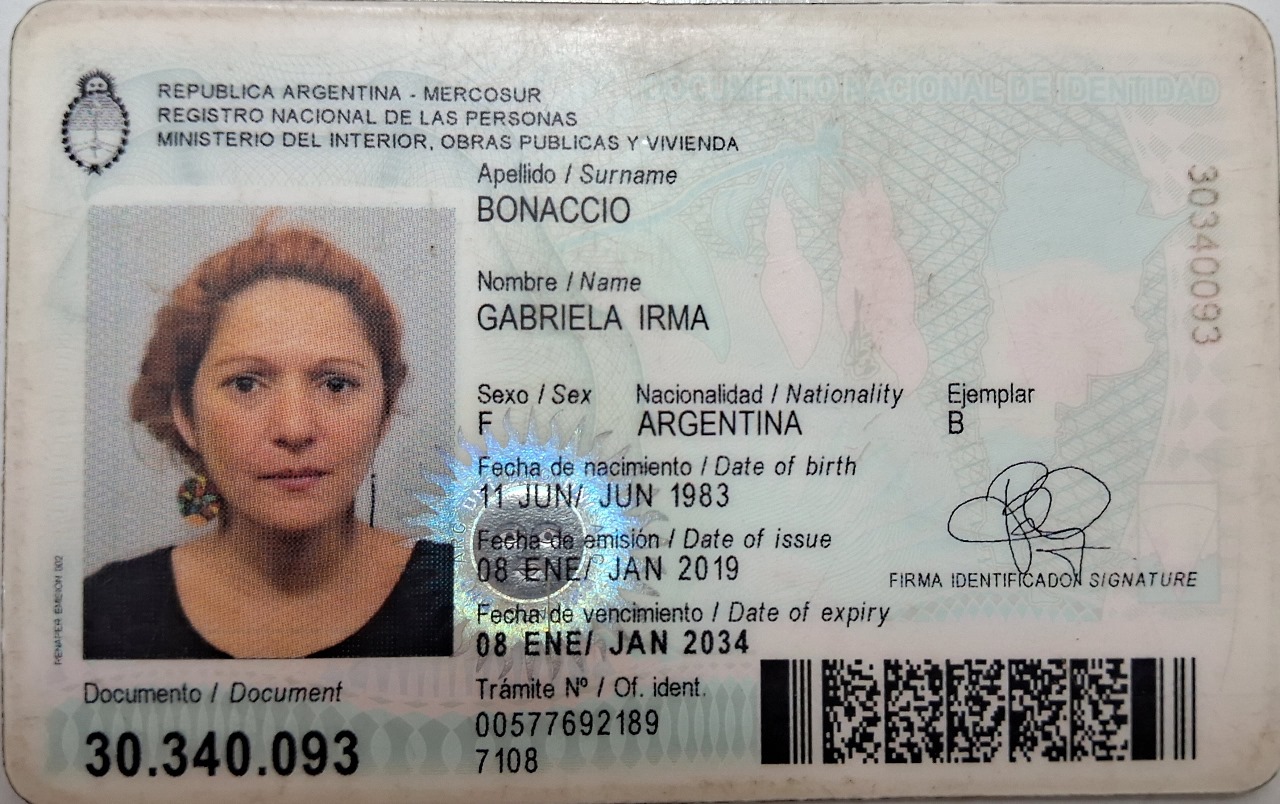 REPUBLICA ARGENTINA - MERCOSUR
REGISTRO NACIONAL DE LAS PERSONAS
MINISTERIO DEL INTERIOR, OBRAS PUBLICAS Y VIVIENDA
DOCUMENTO NACIONAL DE IDENTIDAD
Apellido / Surname
BONACCIO
Nombre / Name
GABRIELA IRMA
Sexo / Sex Nacionalidad / Nationality Ejemplar
F ARGENTINA B
Fecha de nacimiento / Date of birth
11 JUN/ JUN 1983
Fecha de emisión / Date of issue
08 ENE/ JAN 2019
FIRMA IDENTIFICADO/ SIGNATURE
Fecha de vencimiento / Date of expiry
08 ENE/ JAN 2034
Documento / Document
30.340.093
Trámite Nº / Of. ident.
00577692189
7108
30340093